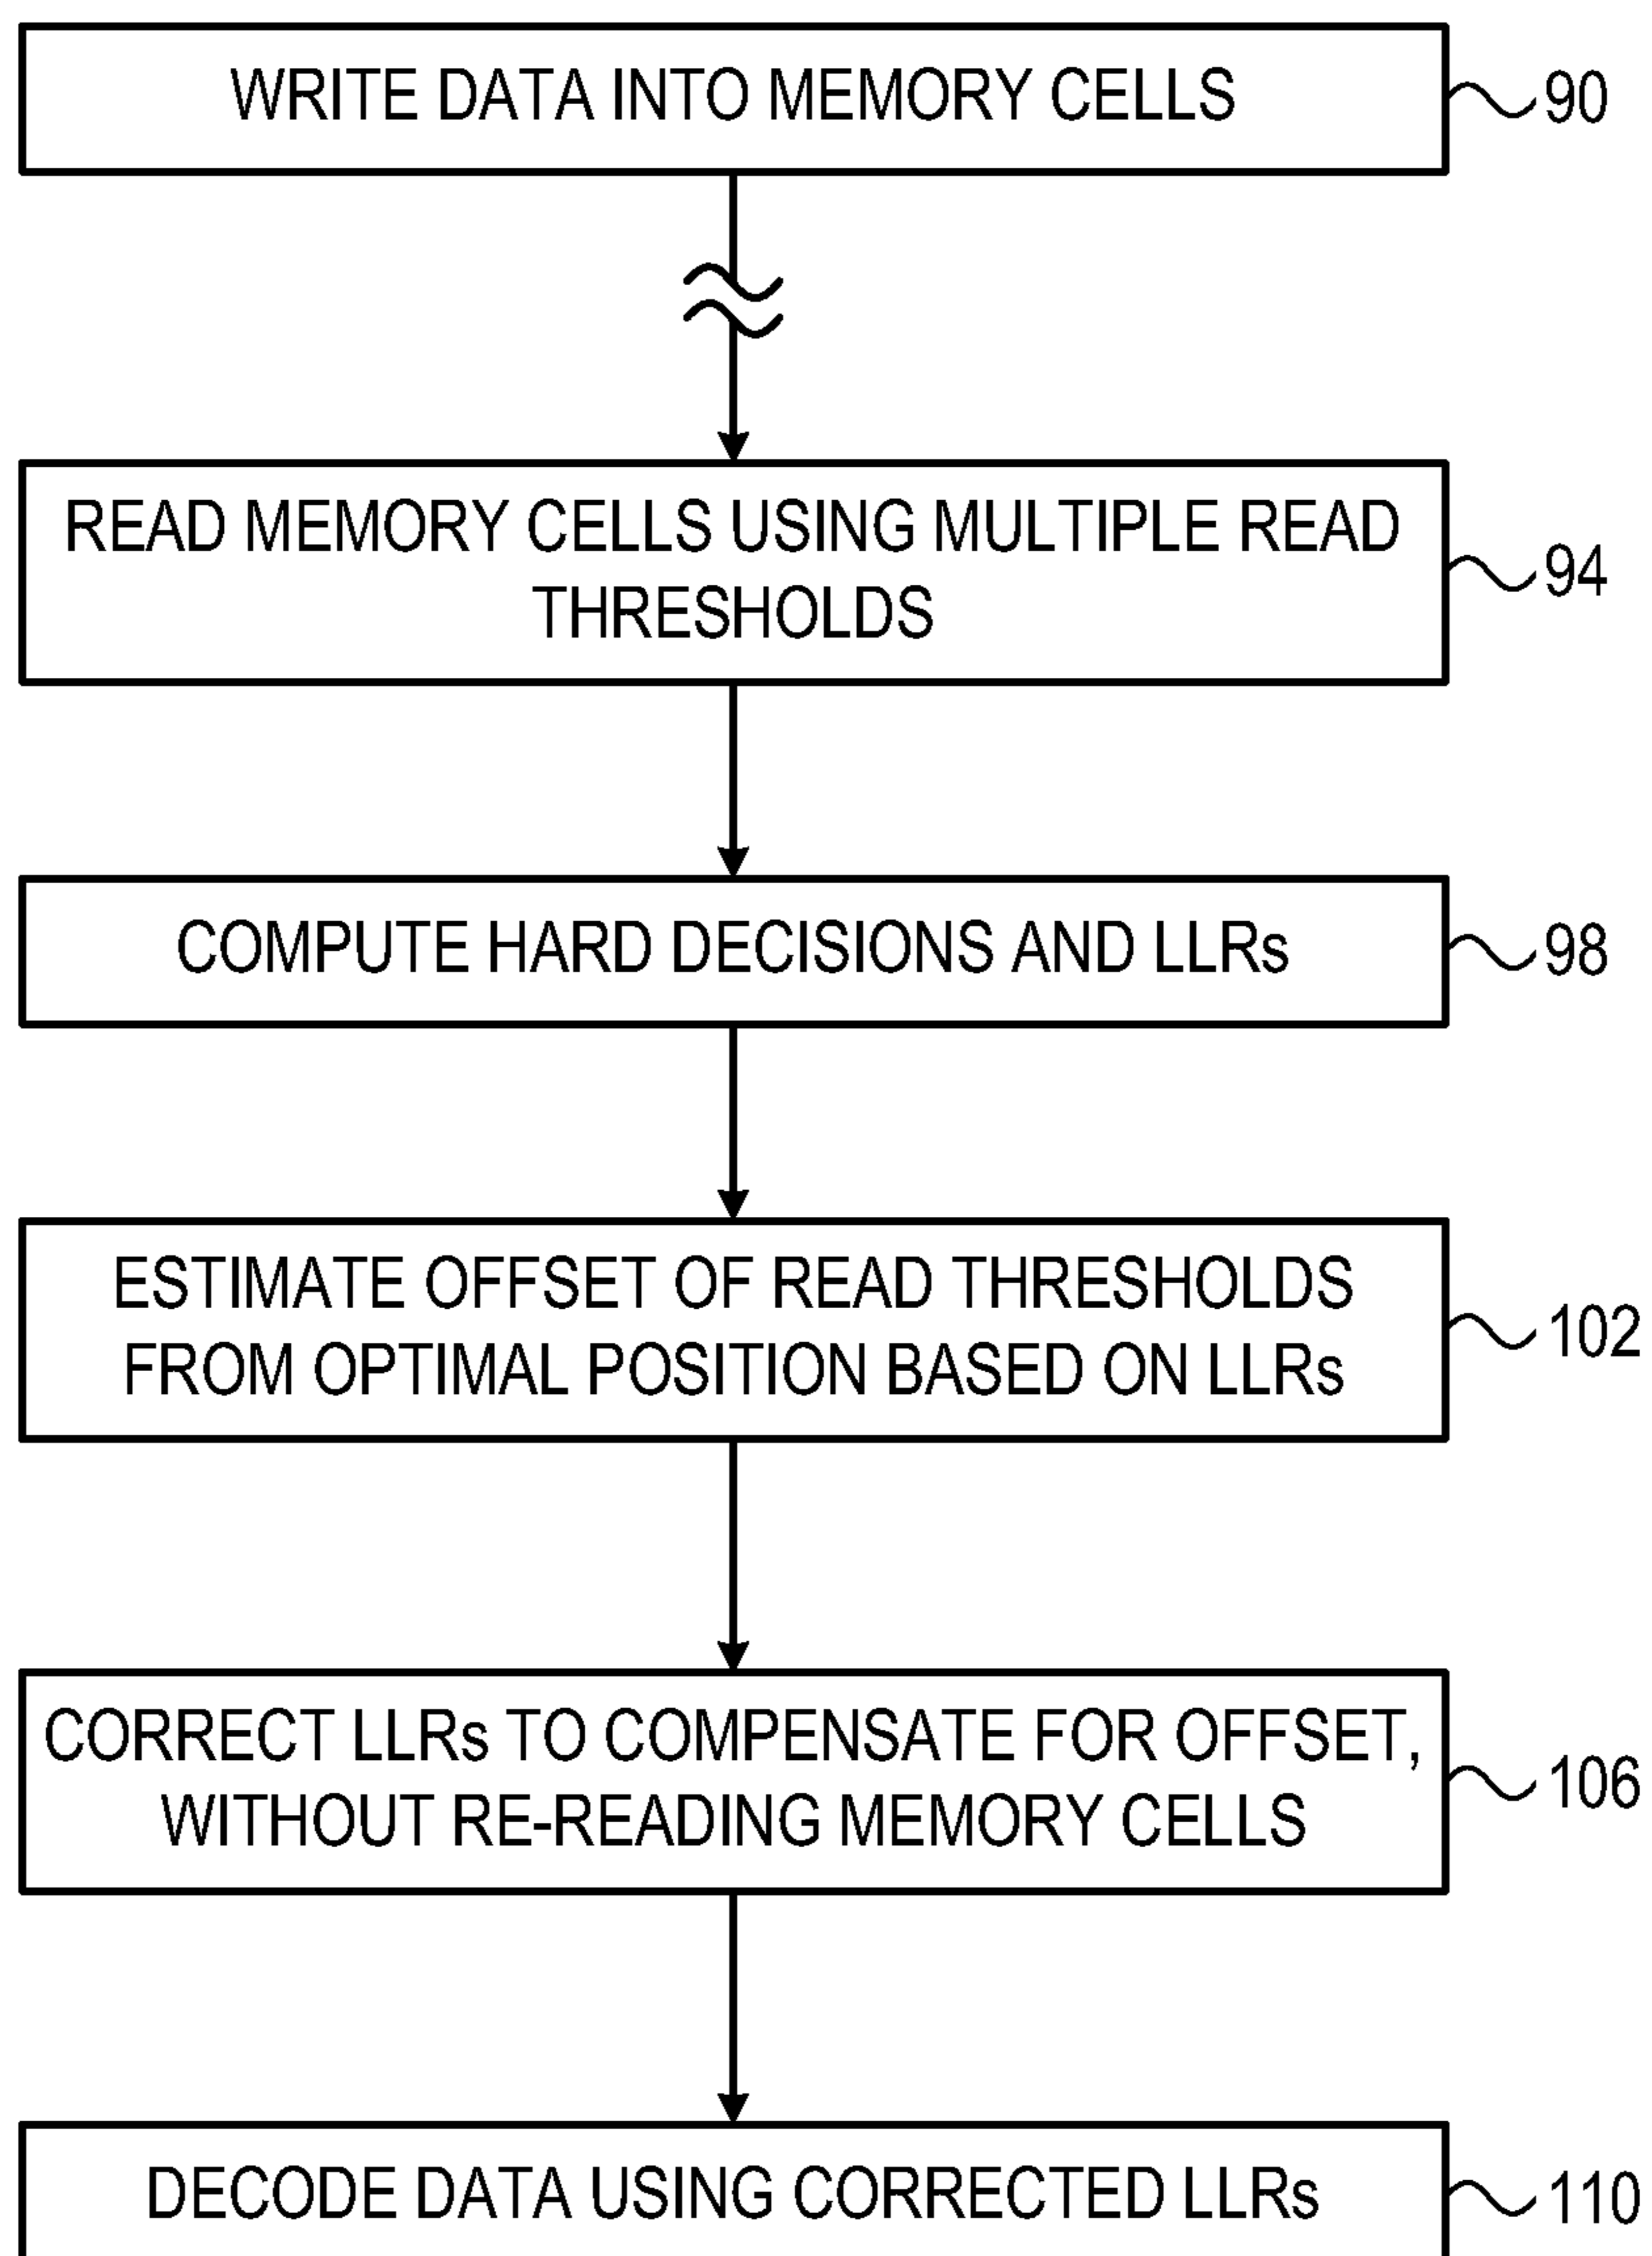 WRITE DATA INTO MEMORY CELLS
90
READ MEMORY CELLS USING MULTIPLE READ
THRESHOLDS
94
COMPUTE HARD DECISIONS AND LLRs
98
ESTIMATE OFFSET OF READ THRESHOLDS
FROM OPTIMAL POSITION BASED ON LLRs
102
CORRECT LLRs TO COMPENSATE FOR OFFSET,
WITHOUT RE-READING MEMORY CELLS
106
DECODE DATA USING CORRECTED LLRs
110